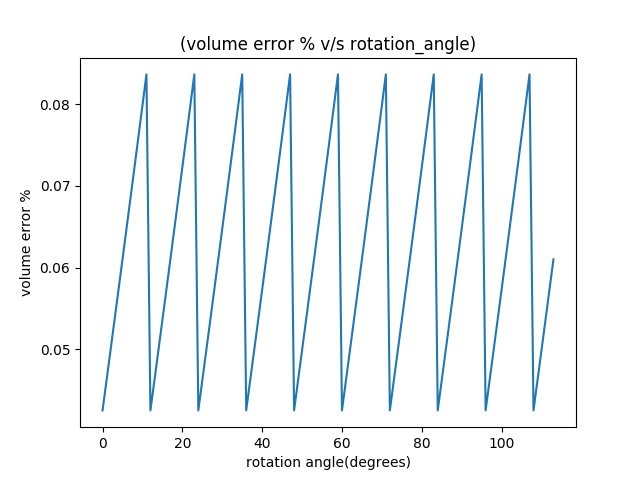 (volume error % v/s rotation_angle)
0.08
0.07
0.06
0.05
volume error %
0 20 40 60 80 100
rotation angle(degrees)